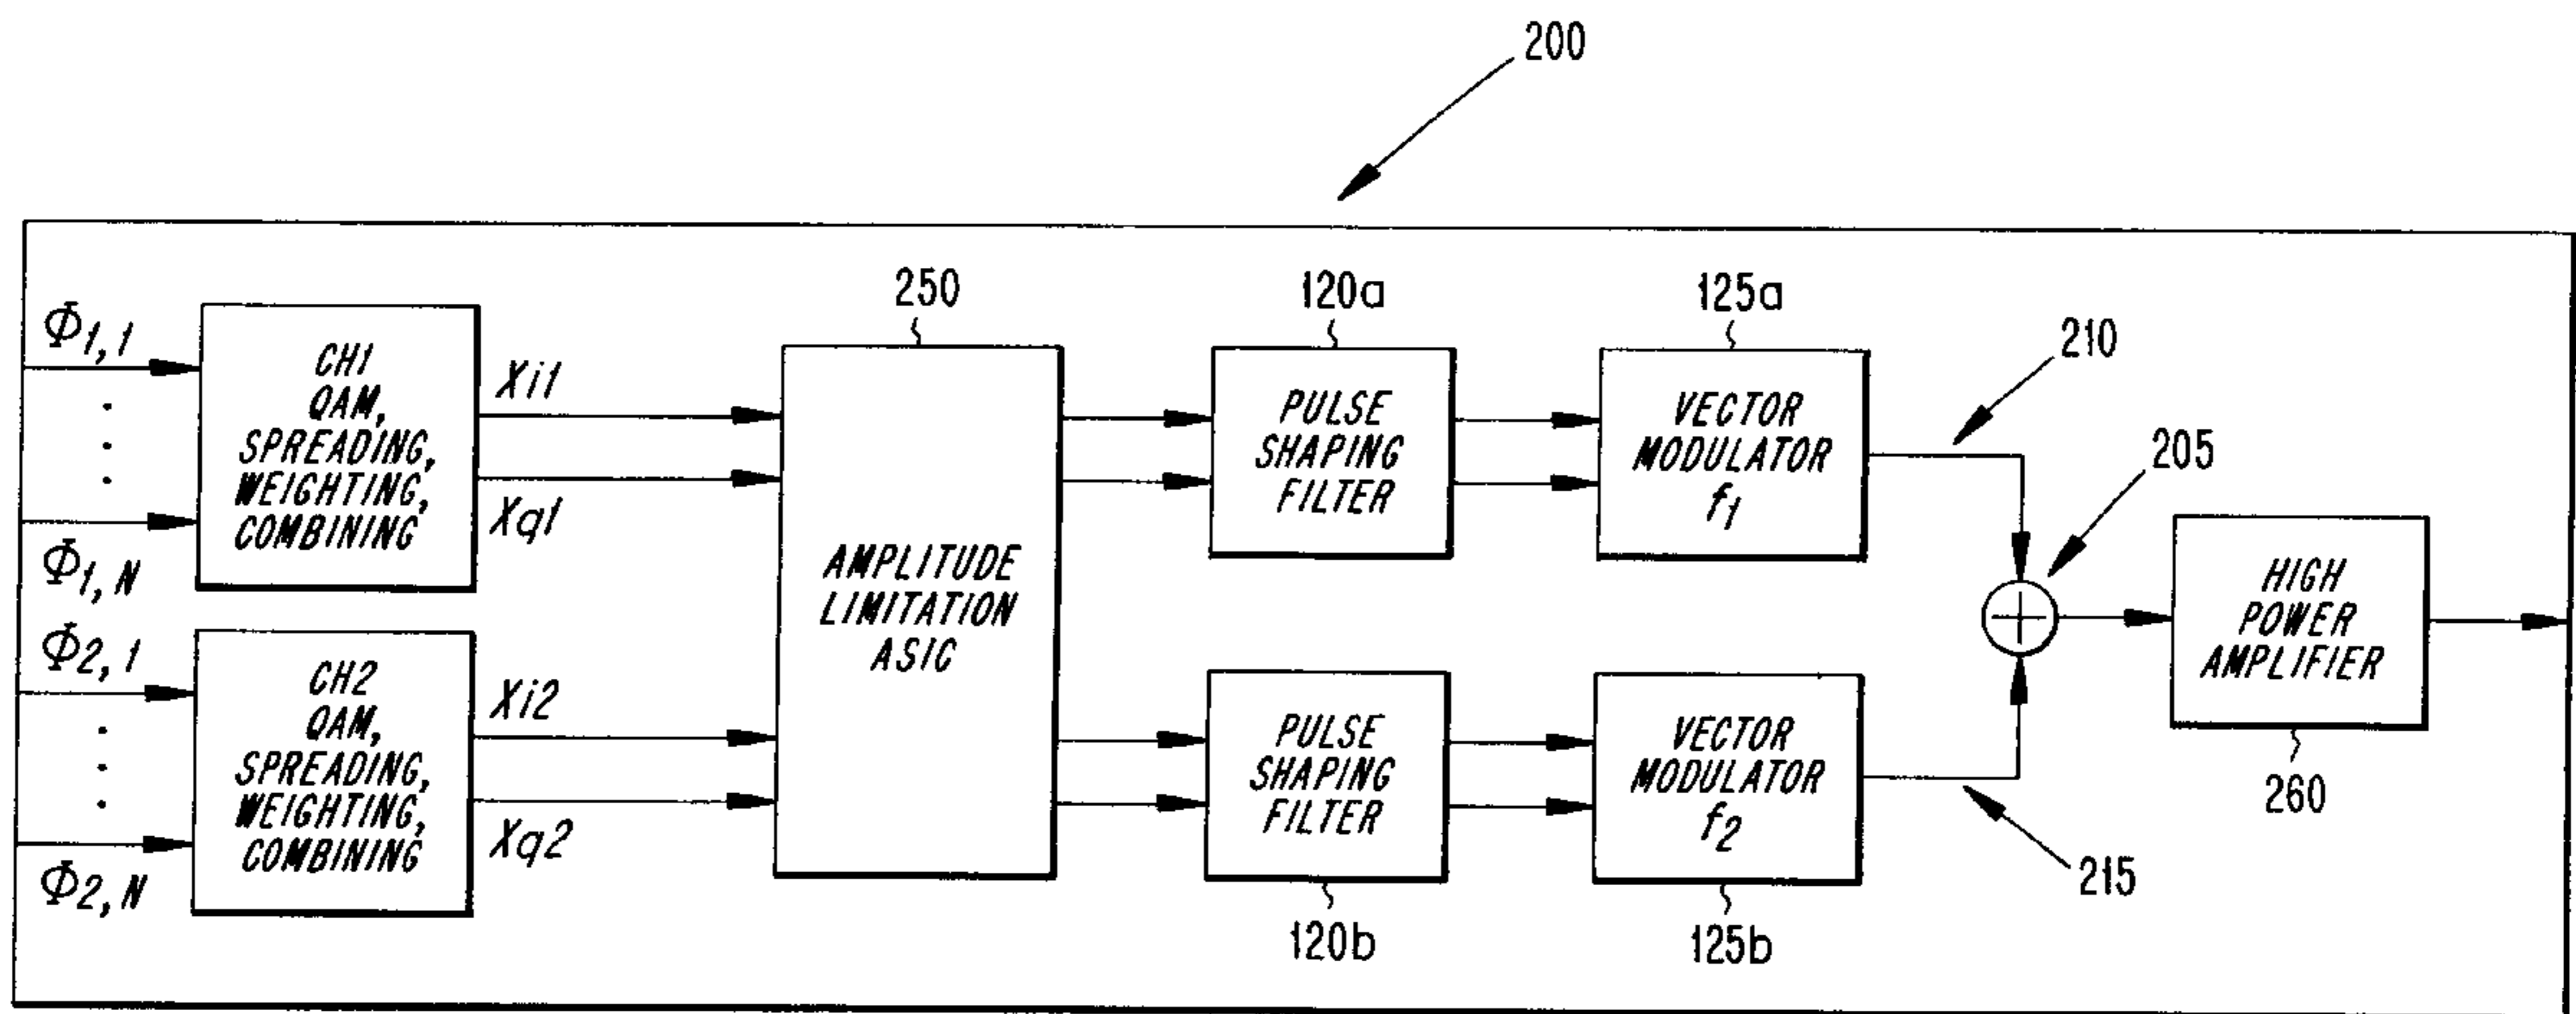 200
250
120a
125a
210
205
Φ1,1
Φ1,N
CH1
QAM,
SPREADING,
WEIGHTING,
COMBINING
Xi1
Xq1
AMPLITUDE
LIMITATION
ASIC
PULSE
SHAPING
FILTER
VECTOR
MODULATOR
f1
HIGH
POWER
AMPLIFIER
260
Φ2,1
Φ2,N
CH2
QAM,
SPREADING,
WEIGHTING,
COMBINING
Xi2
Xq2
PULSE
SHAPING
FILTER
120b
VECTOR
MODULATOR
f2
125b
215